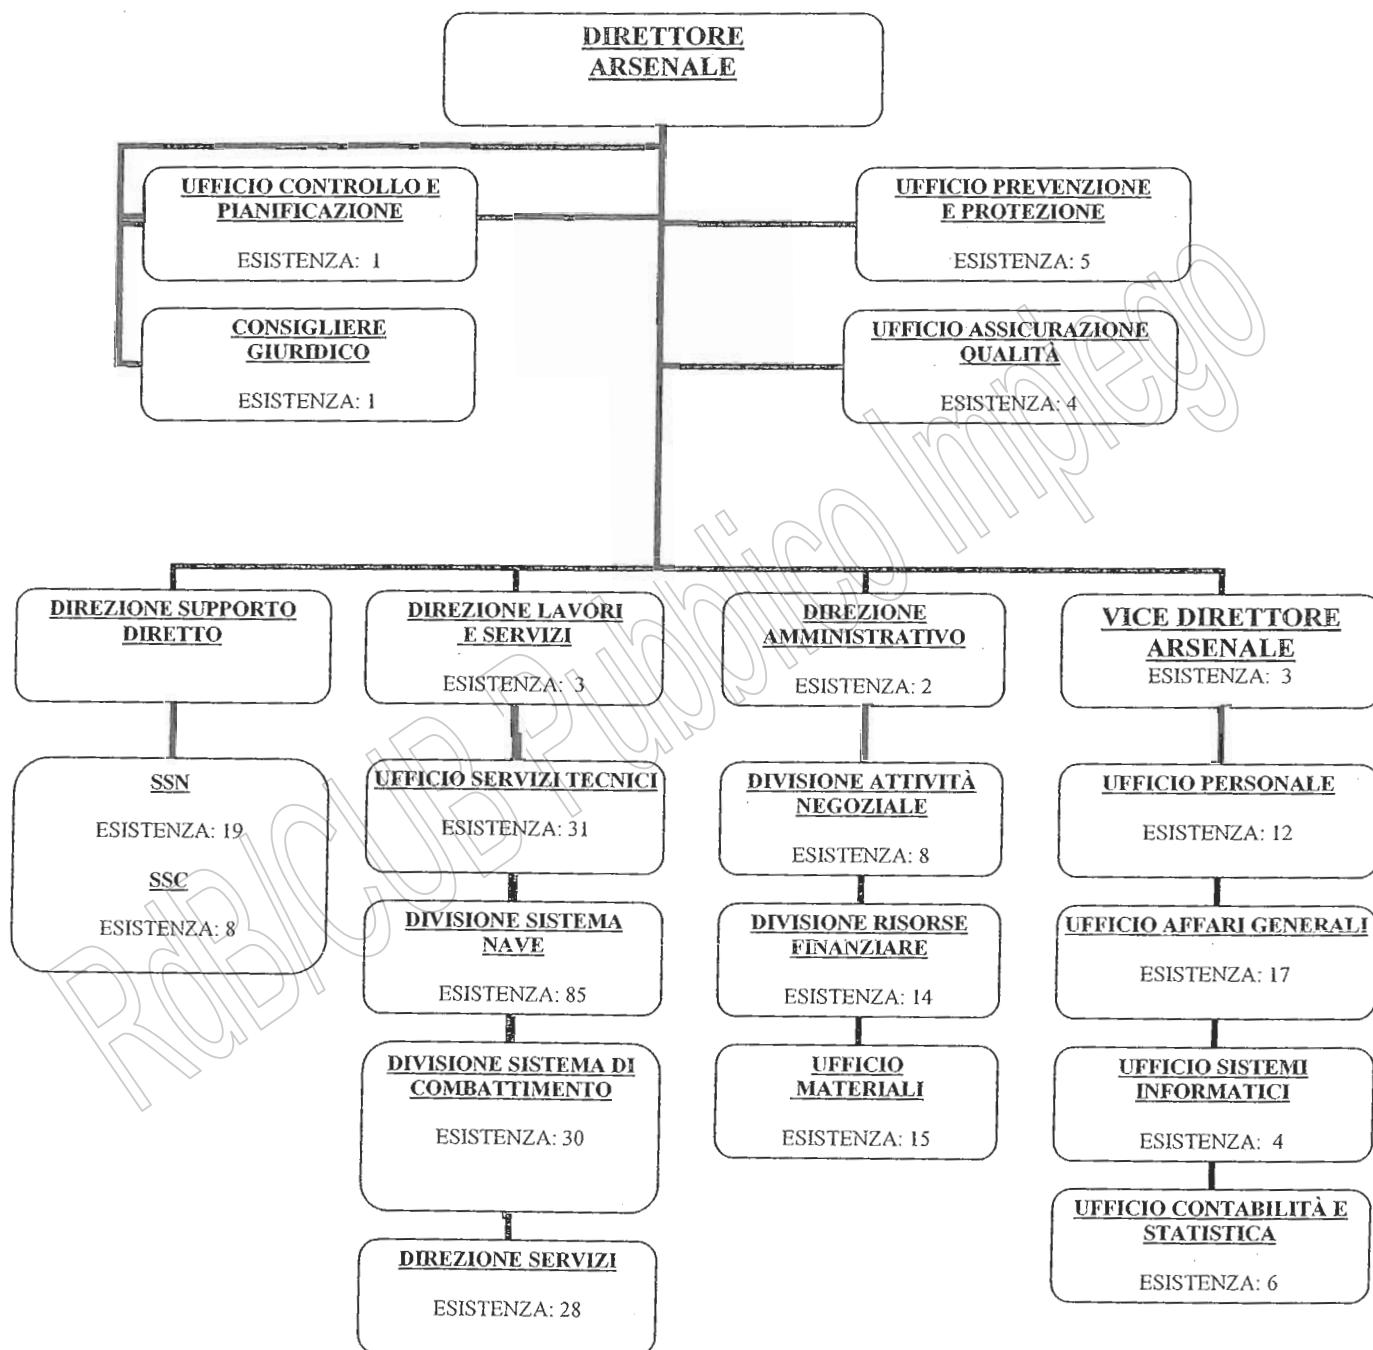 DIRETTORE
ARSENALE
UFFICIO CONTROLLO E
PIANIFICAZIONE
ESISTENZA: 1
UFFICIO PREVENZIONE
E PROTEZIONE
ESISTENZA: 5
CONSIGLIERE
GIURIDICO
ESISTENZA: 1
UFFICIO ASSICURAZIONE
QUALITÀ
ESISTENZA: 4
DIREZIONE SUPPORTO
DIRETTO
SSN
ESISTENZA: 19
SSC
ESISTENZA: 8
DIREZIONE LAVORI
E SERVIZI
ESISTENZA: 3
UFFICIO SERVIZI TECNICI
ESISTENZA: 31
DIVISIONE SISTEMA
NAVE
ESISTENZA: 85
DIVISIONE SISTEMA DI
COMBATTIMENTO
ESISTENZA: 30
DIREZIONE SERVIZI
ESISTENZA: 28
DIREZIONE
AMMINISTRATIVO
ESISTENZA: 2
DIVISIONE ATTIVITÀ
NEGOZIALE
ESISTENZA: 8
DIVISIONE RISORSE
FINANZIARE
ESISTENZA: 14
UFFICIO
MATERIALI
ESISTENZA: 15
VICE DIRETTORE
ARSENALE
ESISTENZA: 3
UFFICIO PERSONALE
ESISTENZA: 12
UFFICIO AFFARI GENERALI
ESISTENZA: 17
UFFICIO SISTEMI
INFORMATICI
ESISTENZA: 4
UFFICIO CONTABILITÀ E
STATISTICA
ESISTENZA: 6
RdB/CUB Pubblico Impiego